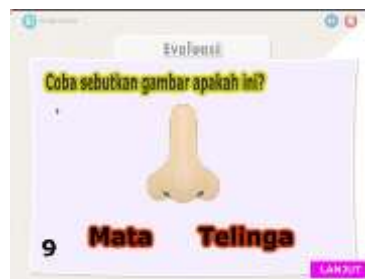 Evaluasi
Coba sebutkan gambar apakah ini?
Mata Telinga
9
LANJUT